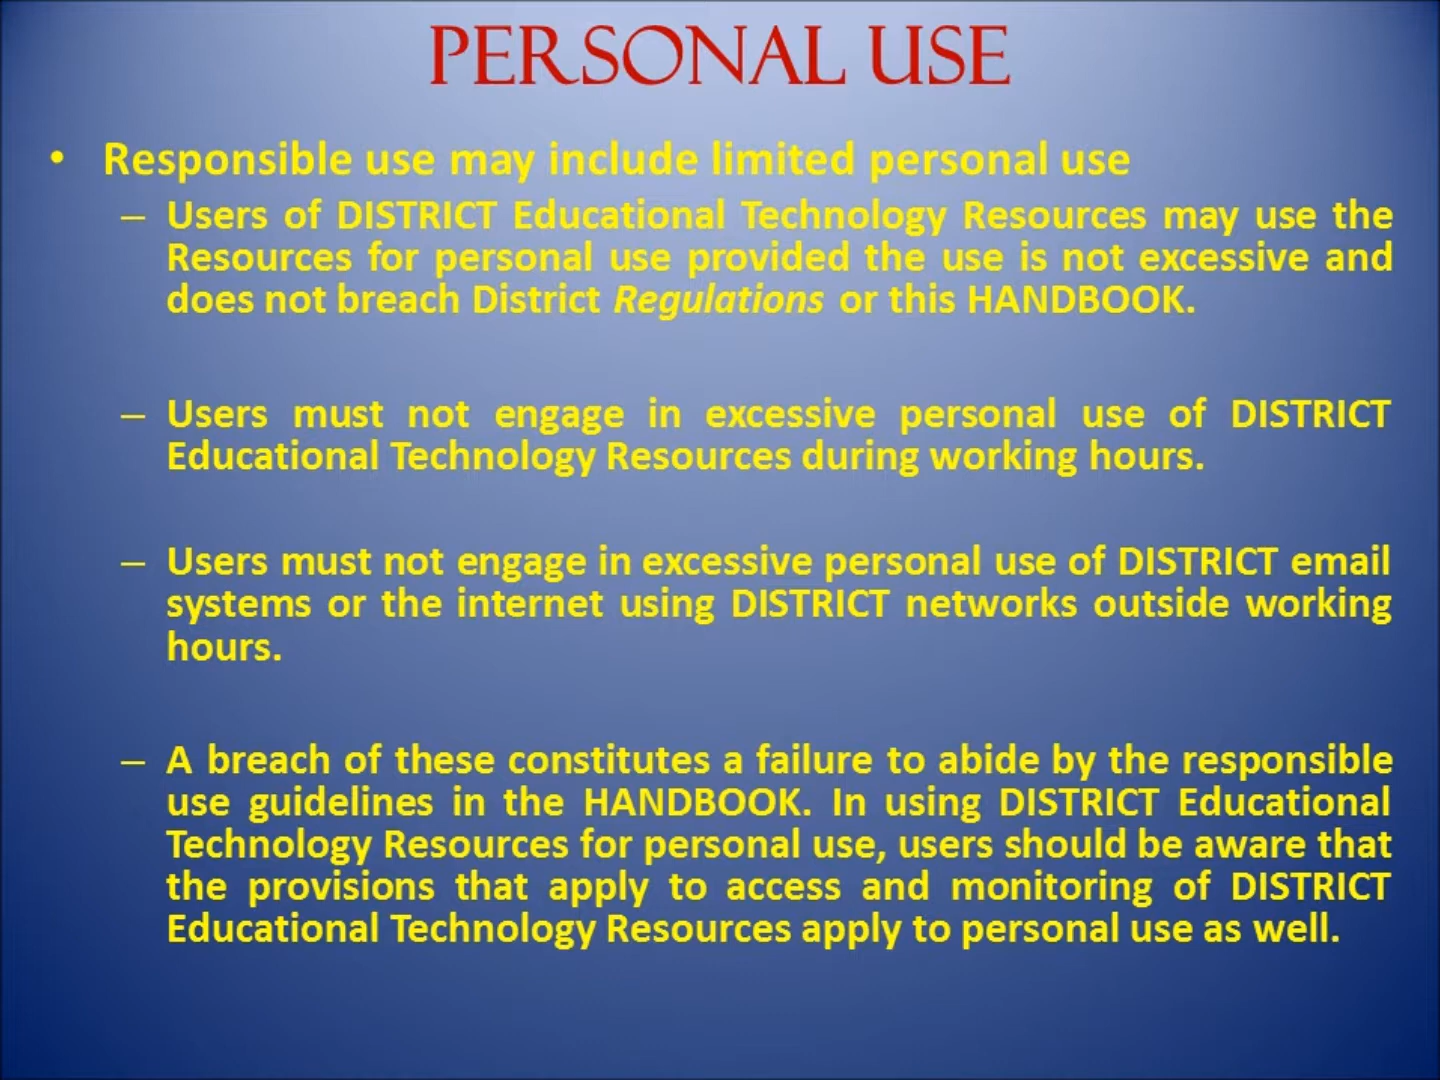 PERSONAL USE
• Responsible use may include limited personal use
– Users of DISTRICT Educational Technology Resources may use the
Resources for personal use provided the use is not excessive and
does not breach District Regulations or this HANDBOOK.
– Users must not engage in excessive personal use of DISTRICT
Educational Technology Resources during working hours.
– Users must not engage in excessive personal use of DISTRICT email
systems or the internet using DISTRICT networks outside working
hours.
– A breach of these constitutes a failure to abide by the responsible
use guidelines in the HANDBOOK. In using DISTRICT Educational
Technology Resources for personal use, users should be aware that
the provisions that apply to access and monitoring of DISTRICT
Educational Technology Resources apply to personal use as well.